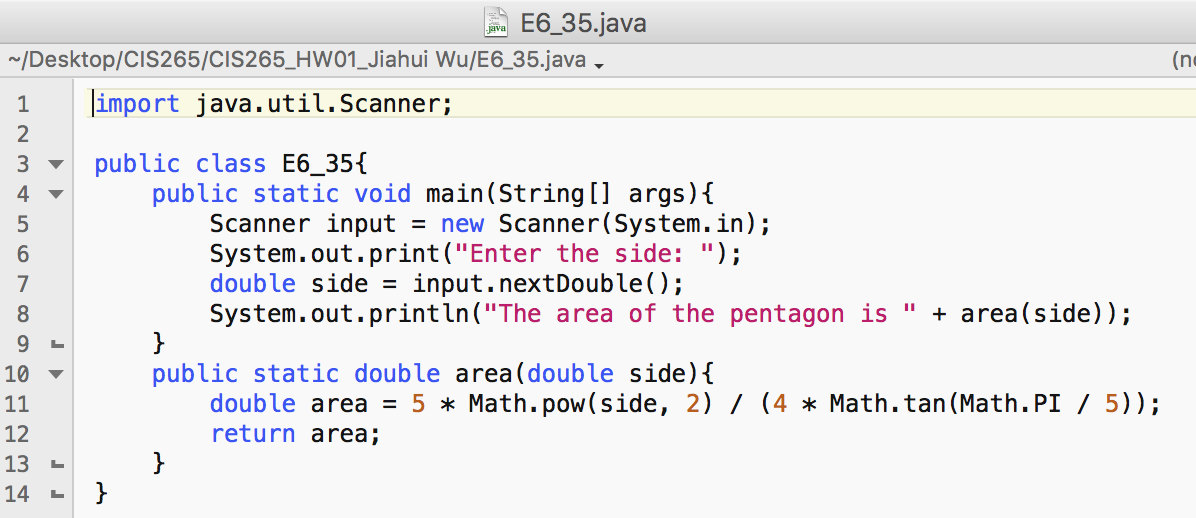 E6_35.java
~/Desktop/CIS265/CIS265_HW01_Jiahui Wu/E6_35.java
1 import java.util.Scanner;
2
3 public class E6_35{
4     public static void main(String[] args){
5         Scanner input = new Scanner(System.in);
6         System.out.print("Enter the side: ");
7         double side = input.nextDouble();
8         System.out.println("The area of the pentagon is " + area(side));
9     }
10     public static double area(double side){
11         double area = 5 * Math.pow(side, 2) / (4 * Math.tan(Math.PI / 5));
12         return area;
13     }
14 }